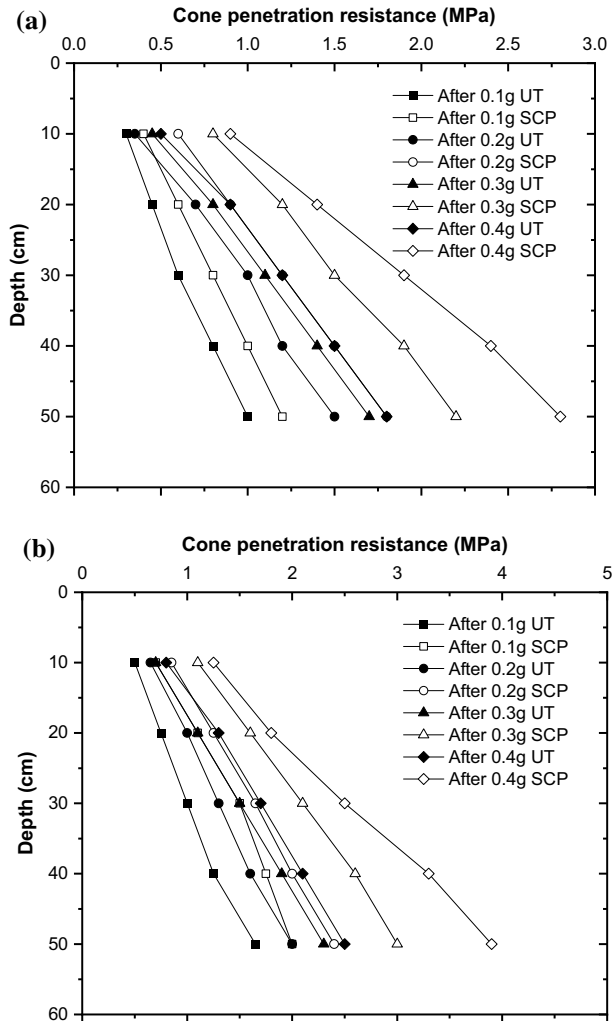 (a)
Cone penetration resistance (MPa)
0.0 0.5 1.0 1.5 2.0 2.5 3.0
0
10
20
30
40
50
60
Depth (cm)
After 0.1g UT
After 0.1g SCP
After 0.2g UT
After 0.2g SCP
After 0.3g UT
After 0.3g SCP
After 0.4g UT
After 0.4g SCP
(b)
Cone penetration resistance (MPa)
0 1 2 3 4 5
0
10
20
30
40
50
60
Depth (cm)
After 0.1g UT
After 0.1g SCP
After 0.2g UT
After 0.2g SCP
After 0.3g UT
After 0.3g SCP
After 0.4g UT
After 0.4g SCP